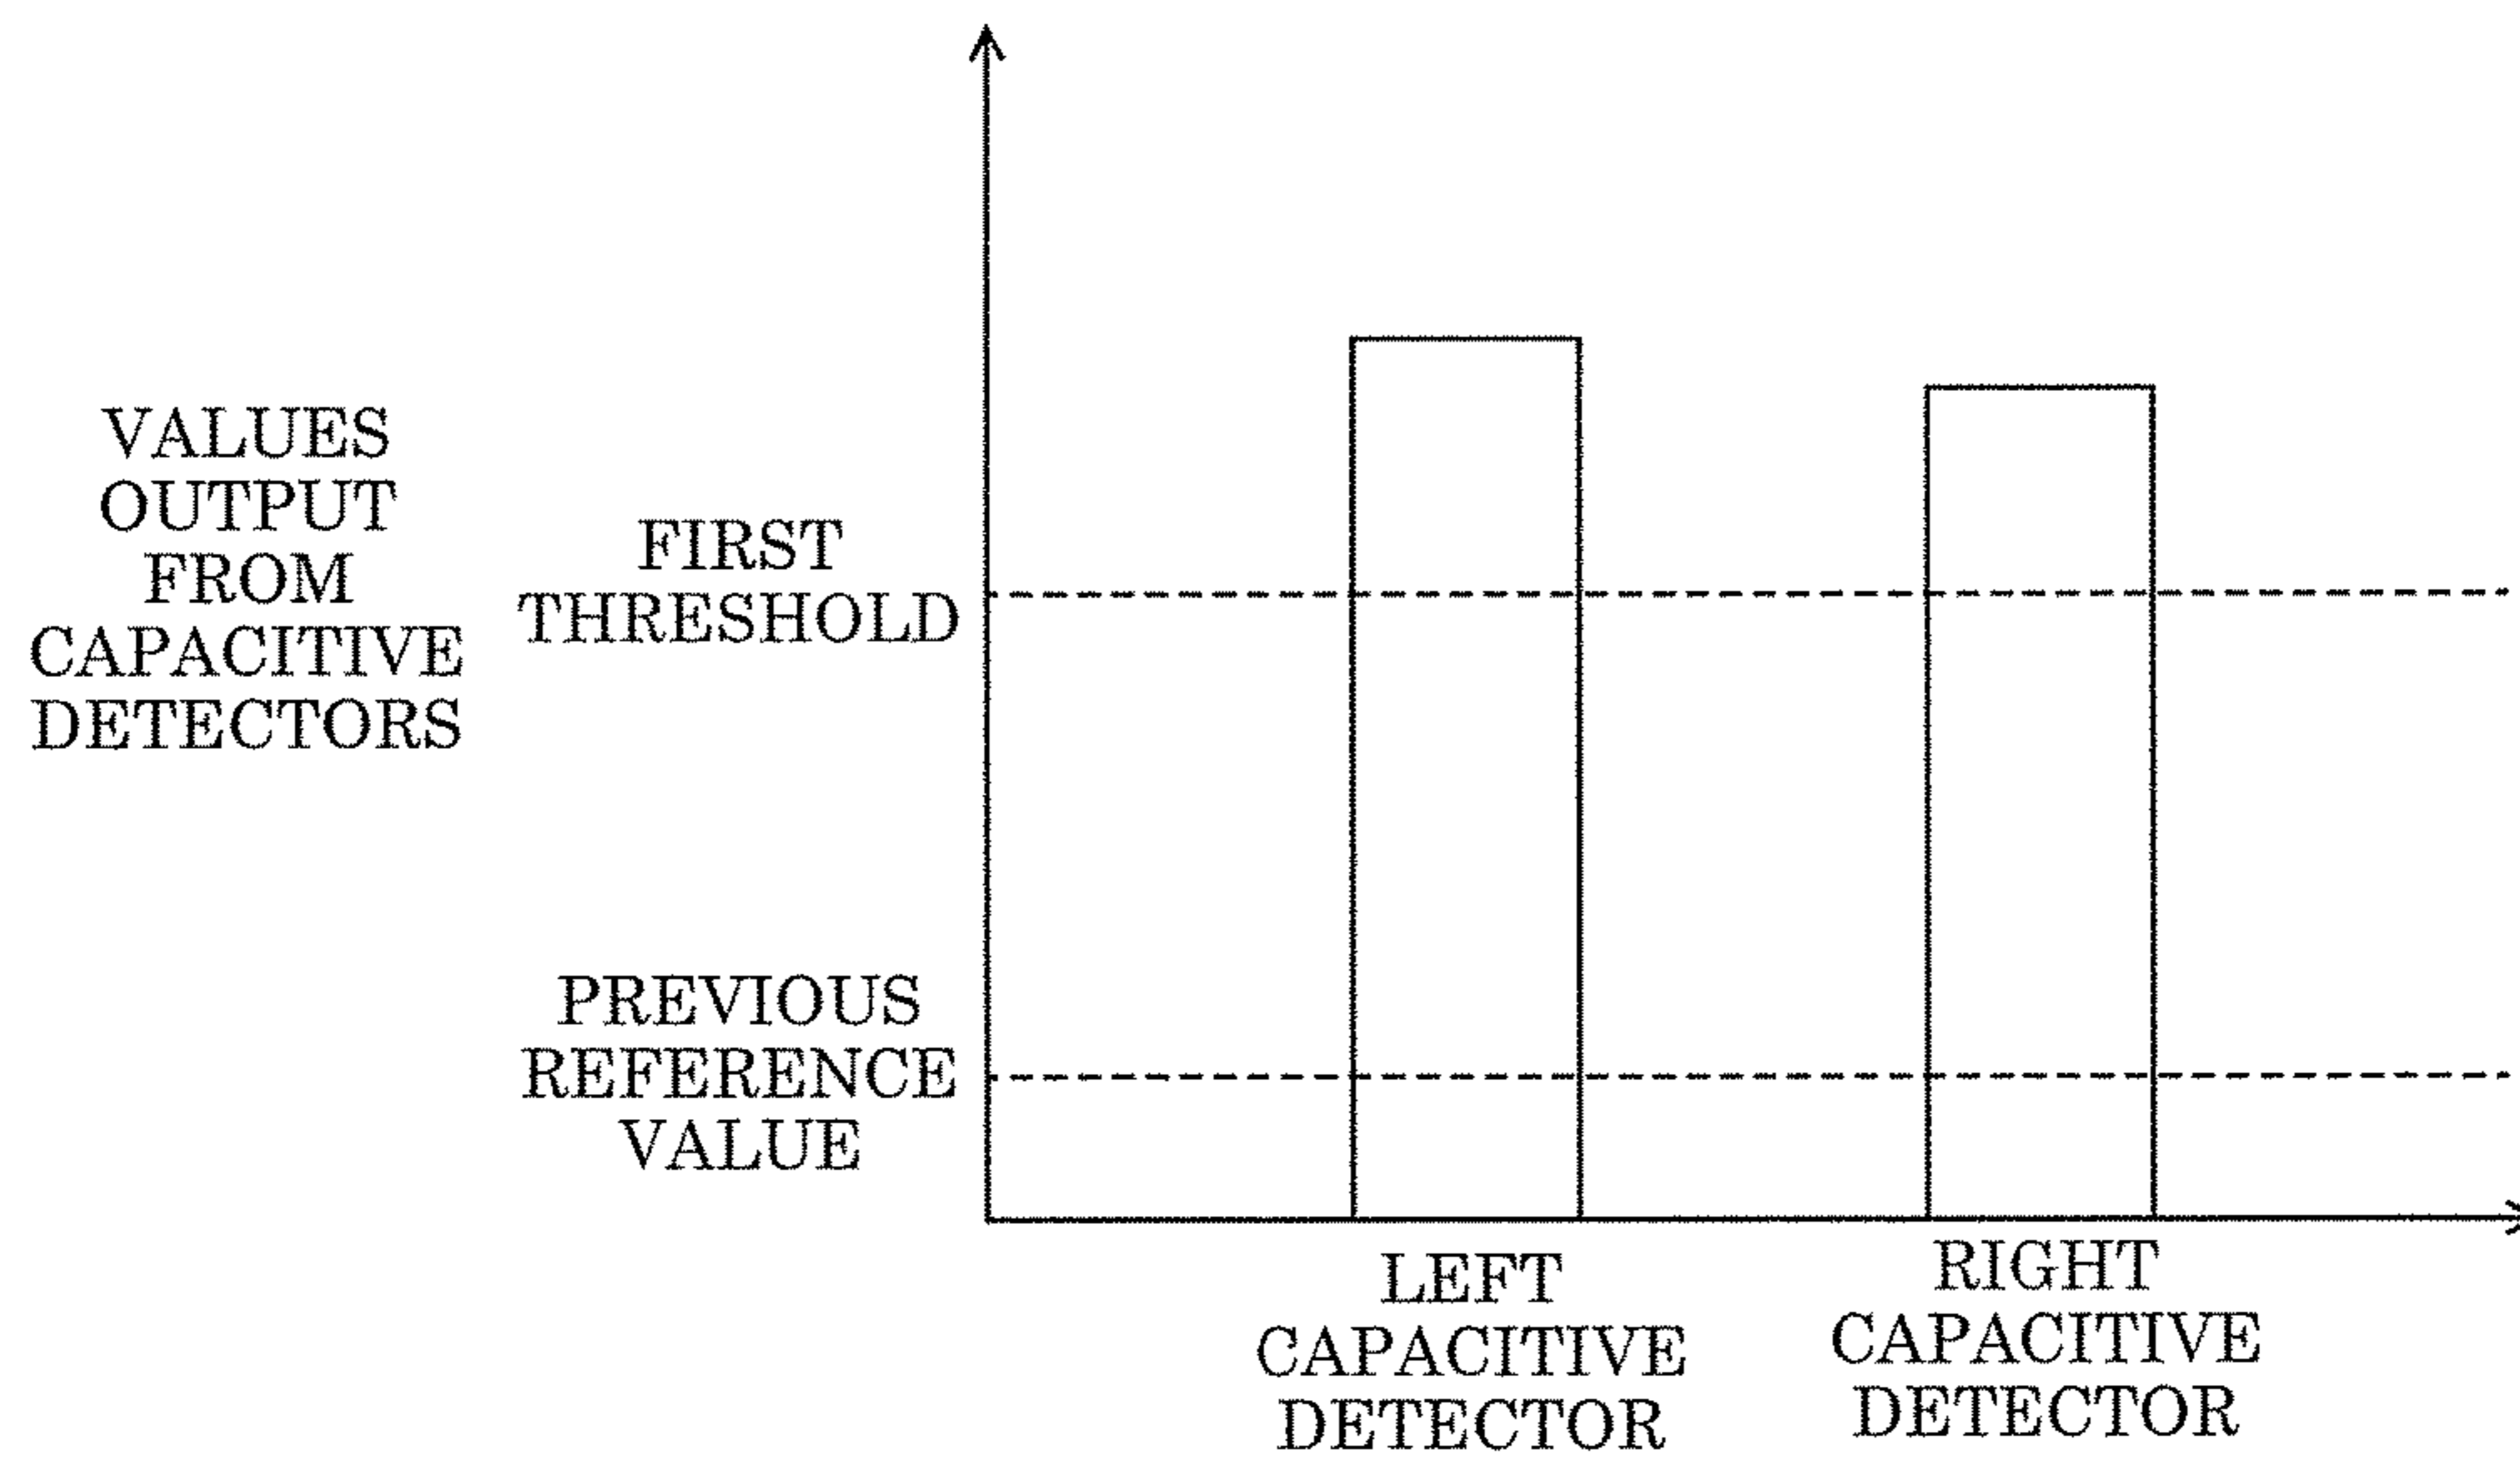 VALUES
OUTPUT
FROM
CAPACITIVE
DETECTORS
FIRST
THRESHOLD
PREVIOUS
REFERENCE
VALUE
LEFT
CAPACITIVE
DETECTOR
RIGHT
CAPACITIVE
DETECTOR